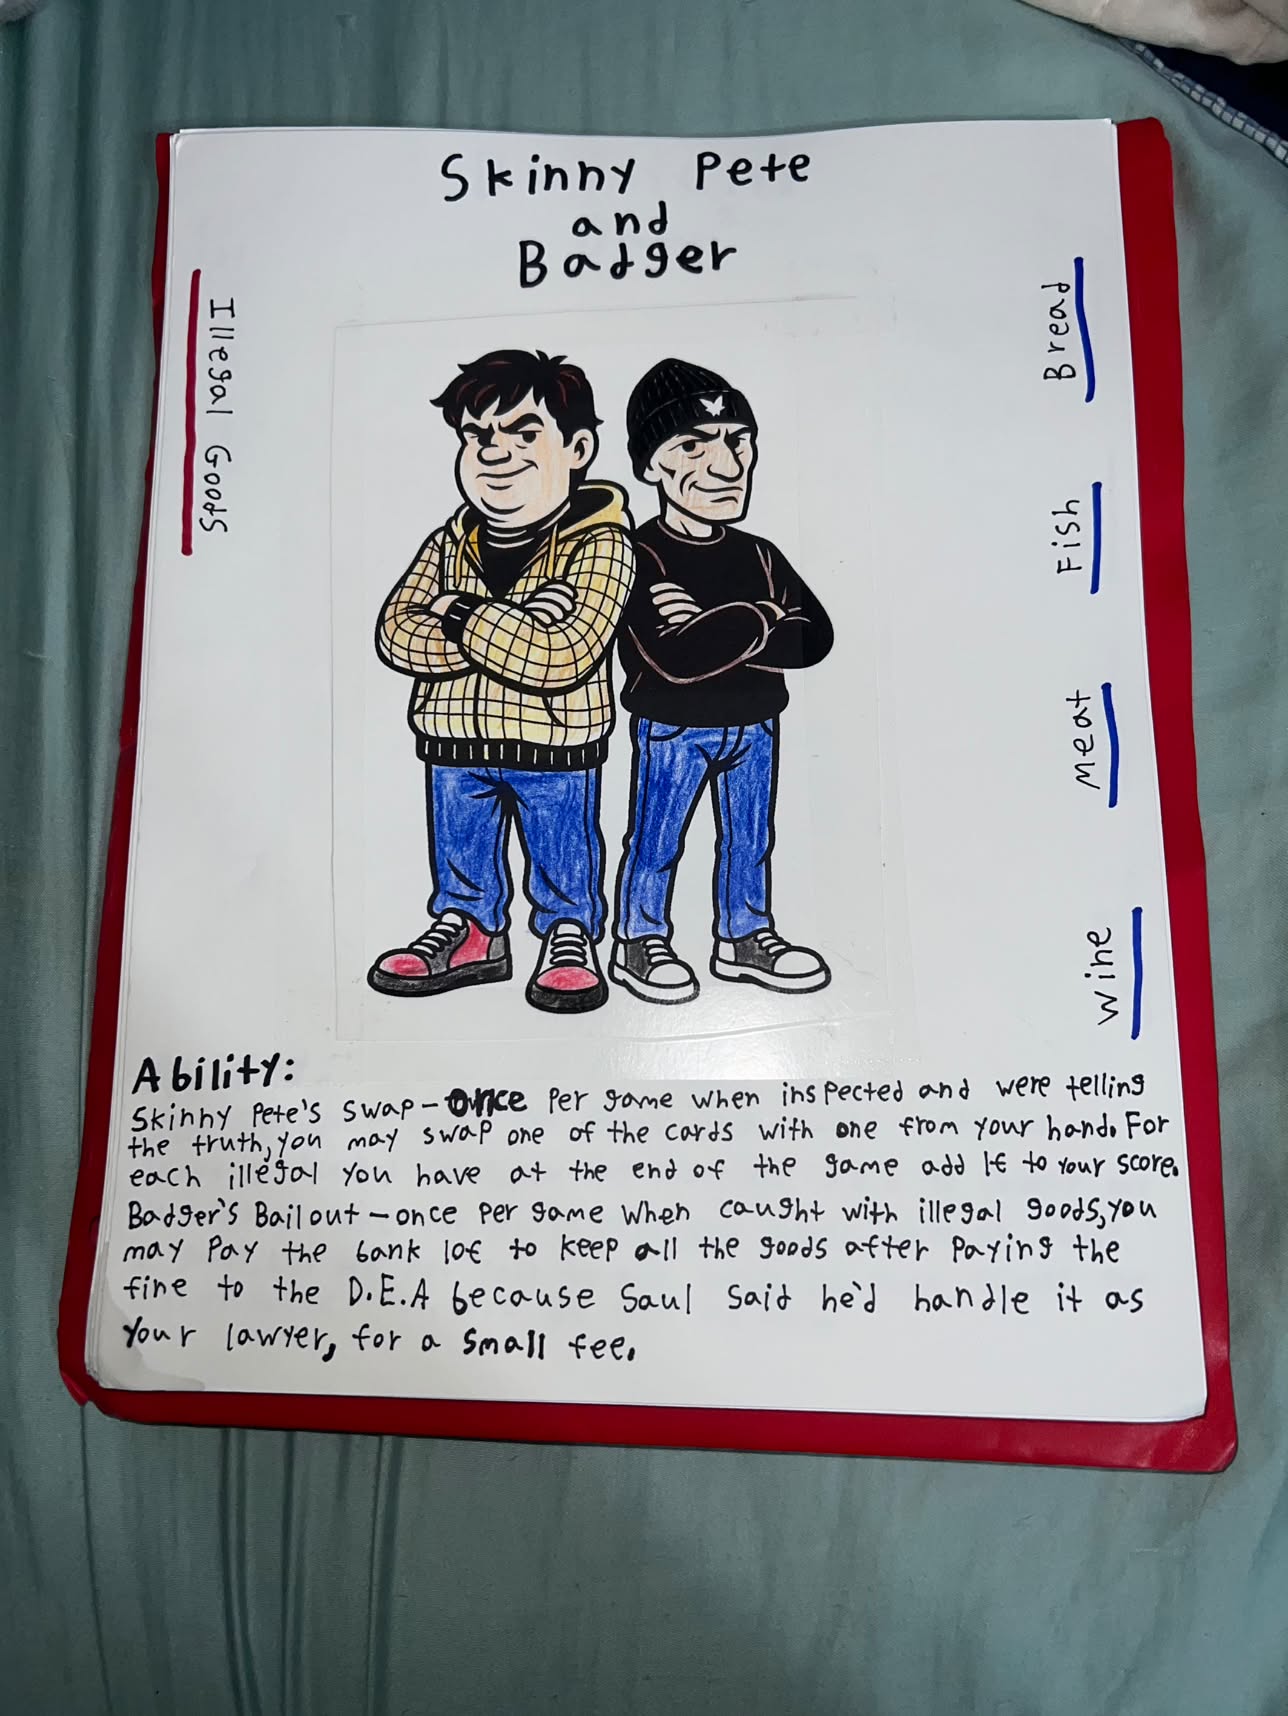 Skinny Pete
and
Badger
Illegal Goods
Bread
Fish
Meat
Wine
Ability:
Skinny Pete's swap-once per game when inspected and were telling
the truth, you may swap one of the cards with one from your hand. For
each illegal you have at the end of the game add 1€ to your score.
Badger's Bailout-once per game when caught with illegal goods, you
may pay the bank 10€ to keep all the goods after paying the
fine to the D.E.A because Saul said he'd handle it as
your lawyer, for a small fee.